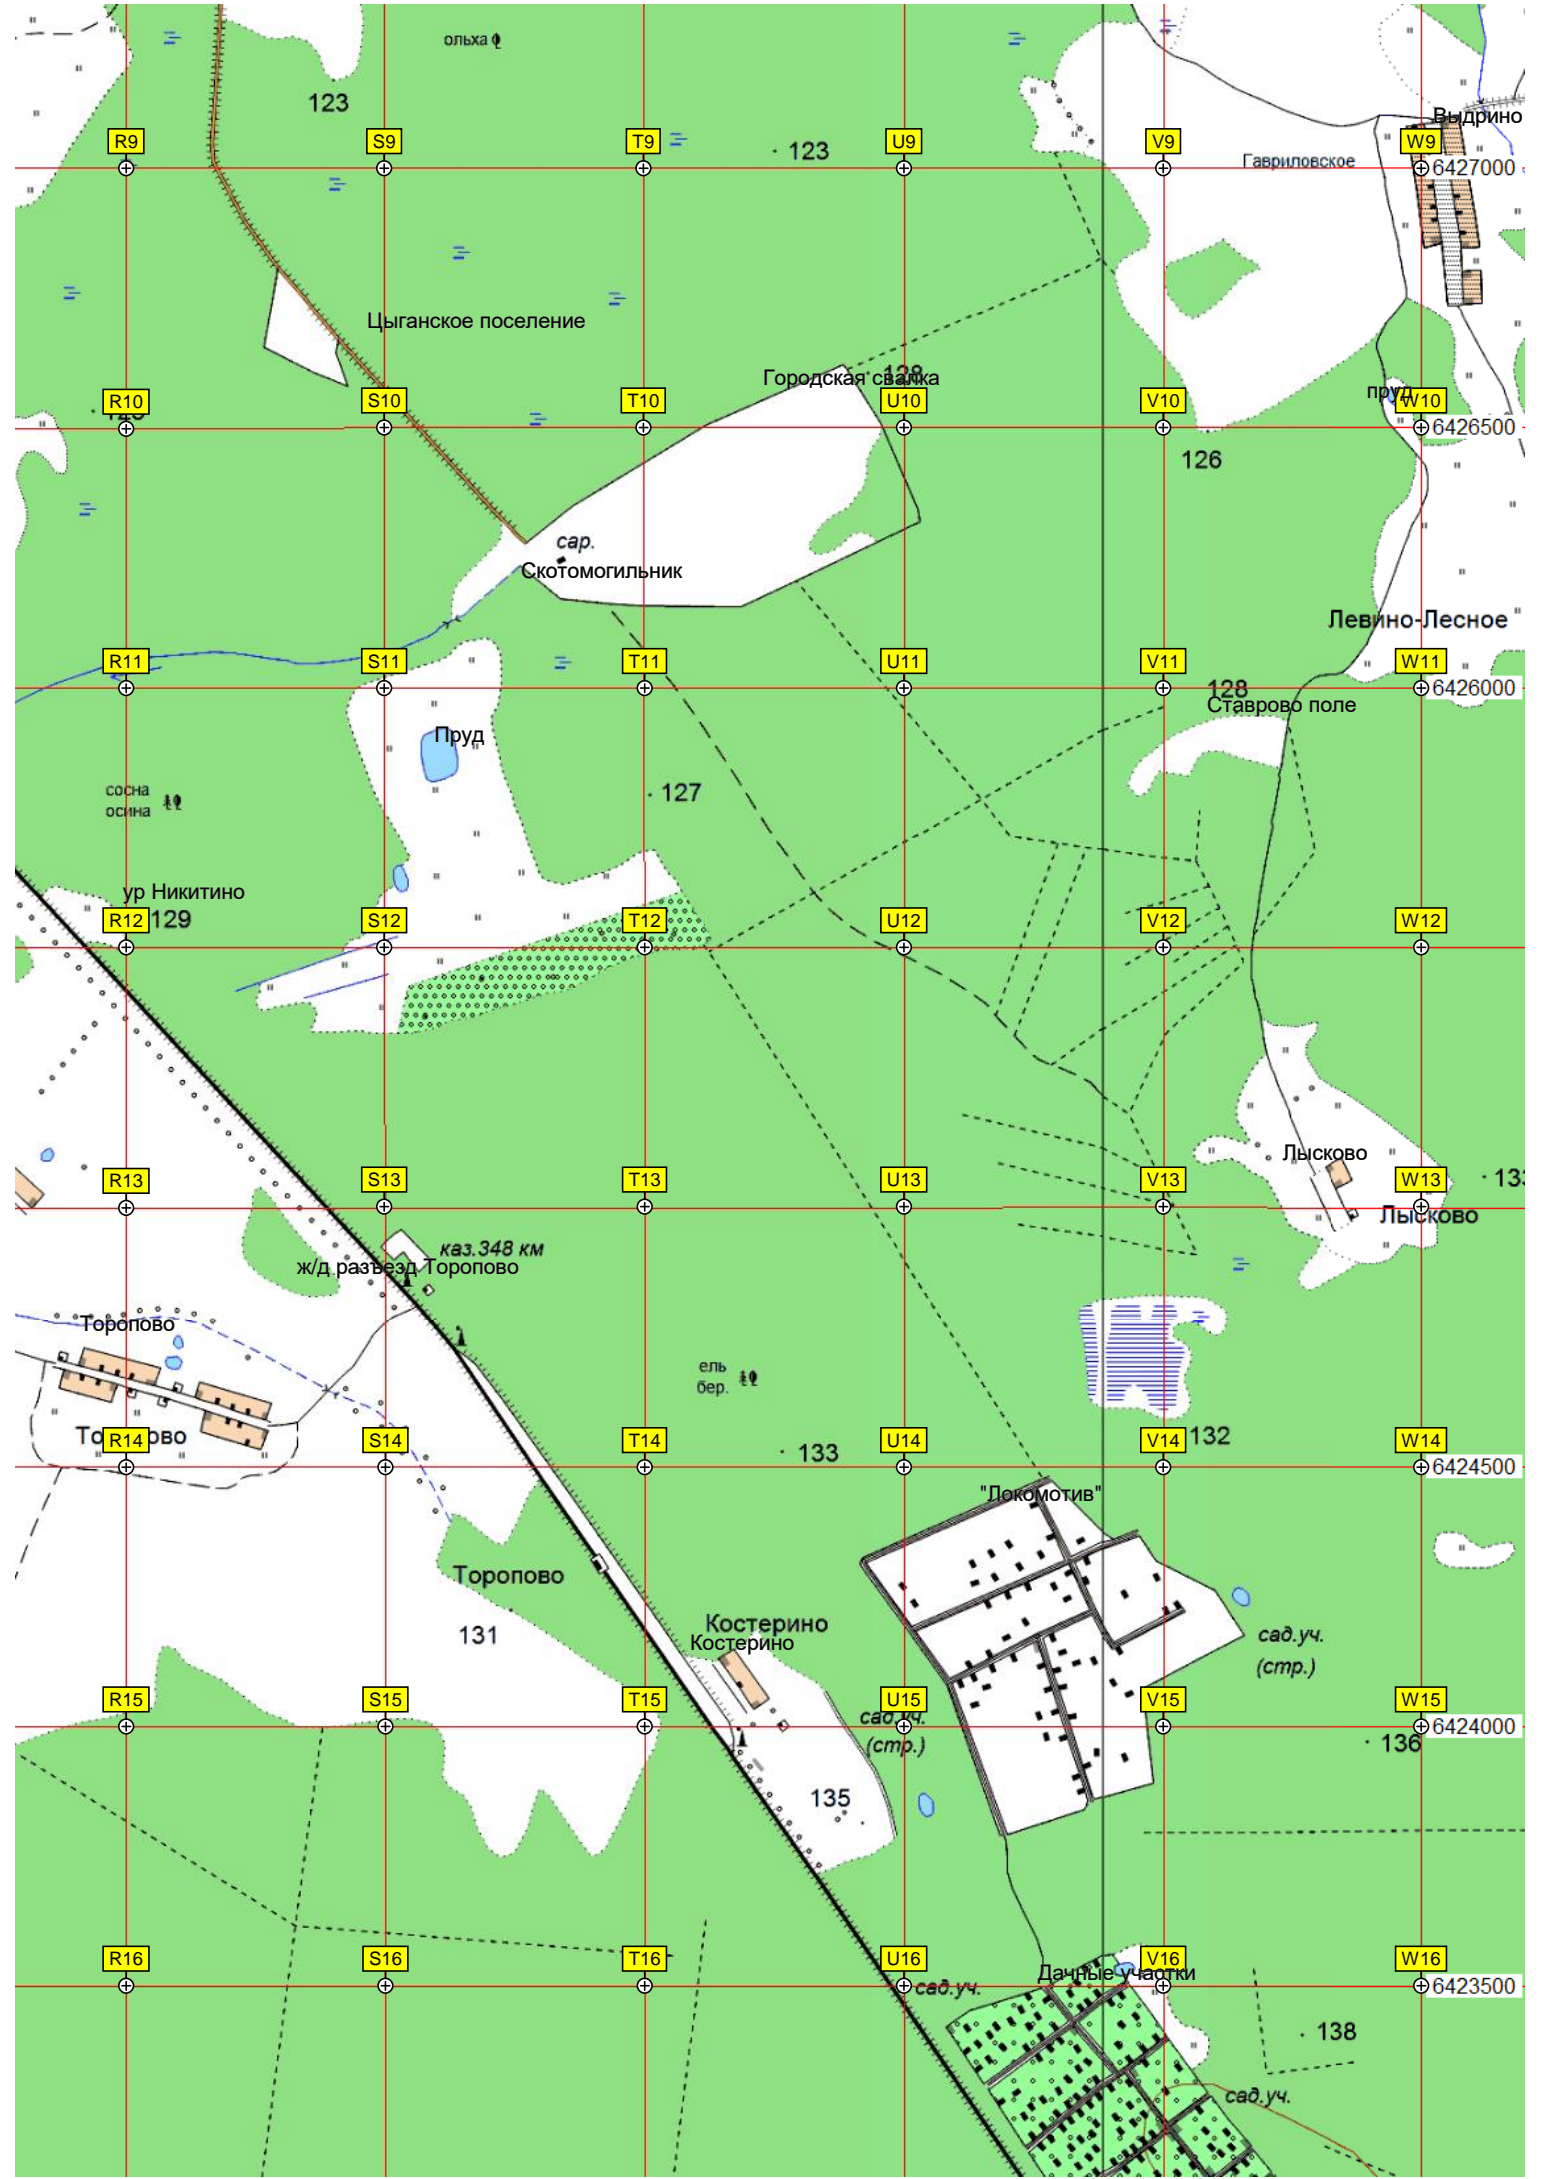 ольха
123
Выдрино
R9
S9
T9
123
U9
V9
Гавриловское
W9
6427000
Цыганское поселение
Городская свалка
128
пруд
R10
S10
T10
U10
V10
W10
6426500
126
сар.
Скотомогильник
Левино-Лесное
R11
S11
T11
U11
V11
W11
128
6426000
Ставрово поле
Пруд
127
сосна
осина
ур Никитино
R12
129
S12
T12
U12
V12
W12
Лысково
R13
S13
T13
U13
V13
W13
133
Лысково
каз.348 км
ж/д разъезд Торопово
Торопово
ель
бер.
R14
S14
T14
133
U14
V14
132
W14
6424500
"Локомотив"
Торопово
Костерино
131
Костерино
сад.уч.
(стр.)
R15
S15
T15
U15
V15
W15
сад.уч.
6424000
(стр.)
136
135
R16
S16
T16
U16
V16
W16
Дачные участки
сад.уч.
6423500
138
сад.уч.